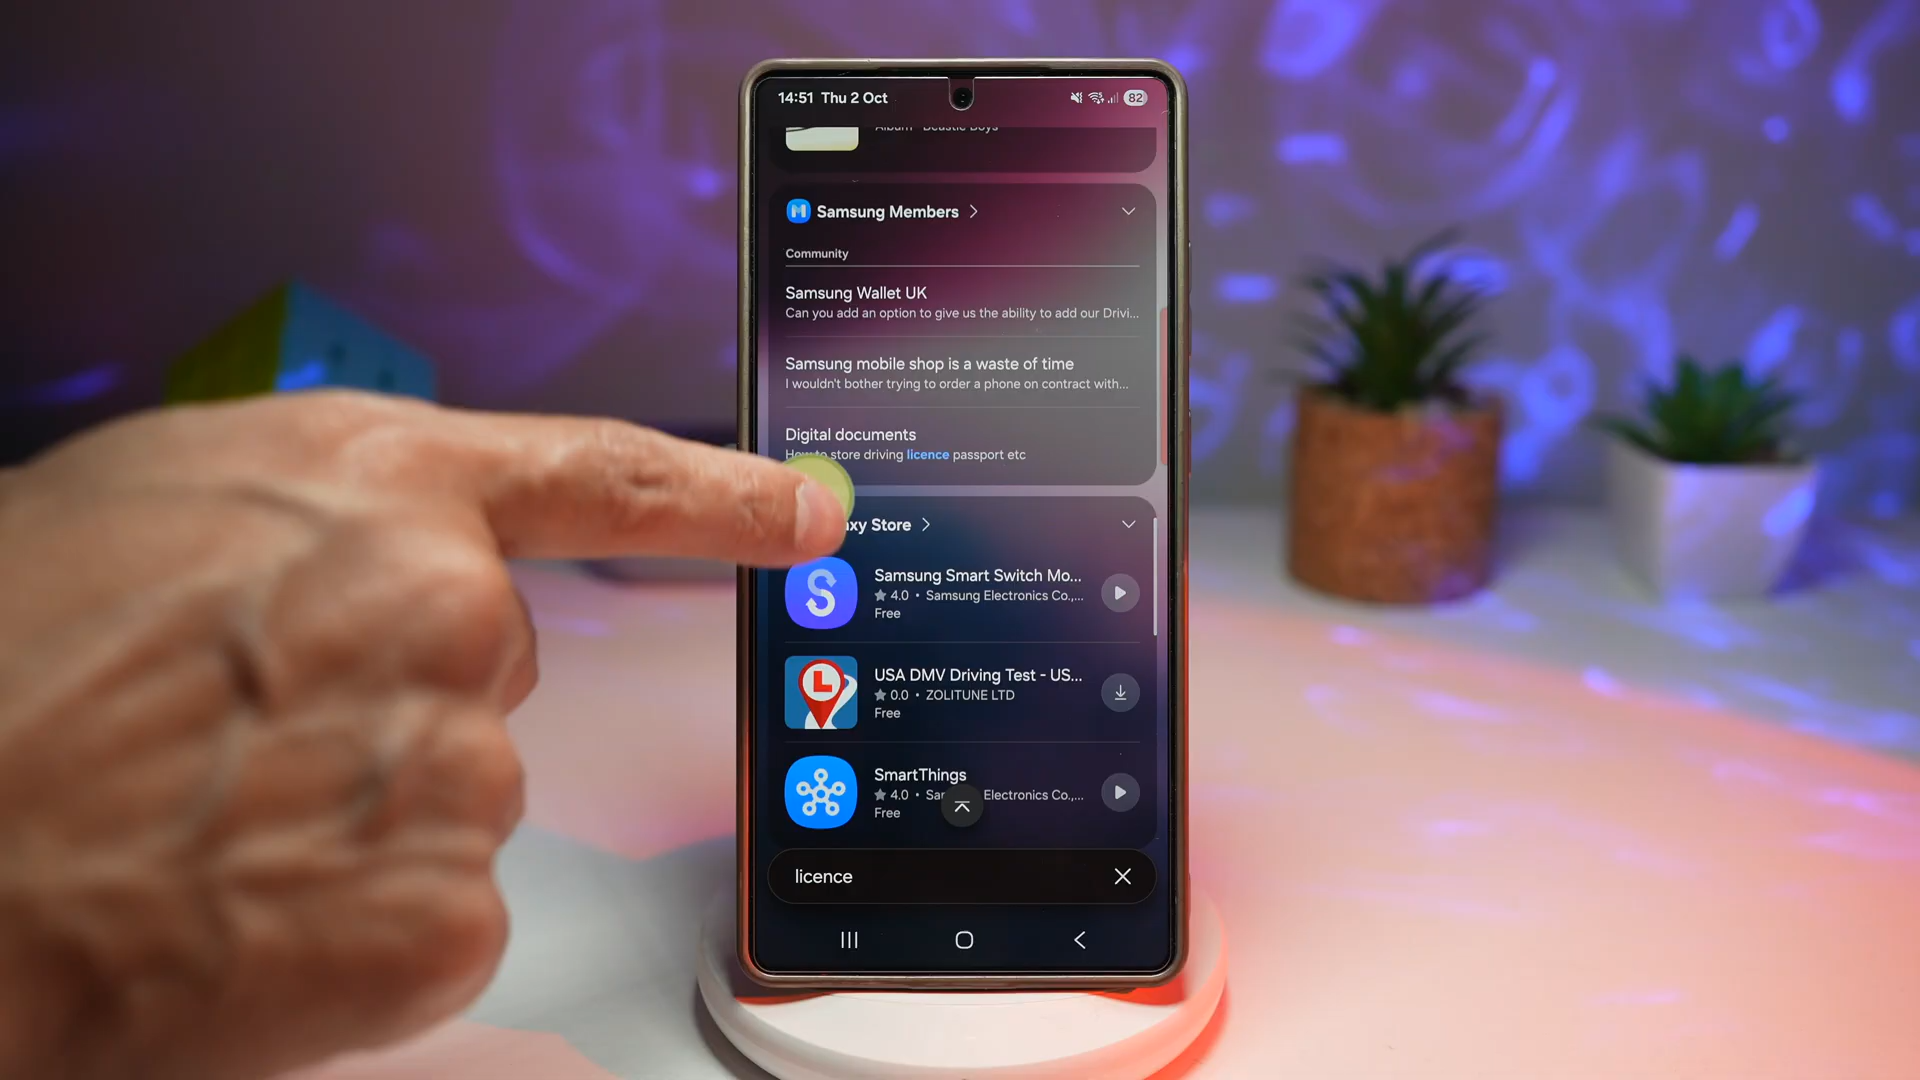 14:51 Thu 2 Oct
82
Album Beastie Boys
Samsung Members
Community
Samsung Wallet UK
Can you add an option to give us the ability to add our Drivi...
Samsung mobile shop is a waste of time
I wouldn't bother trying to order a phone on contract with...
Digital documents
How to store driving licence passport etc
axy Store
Samsung Smart Switch Mo...
4.0 • Samsung Electronics Co.,...
Free
L
USA DMV Driving Test - US...
0.0 • ZOLITUNE LTD
Free
SmartThings
4.0 • Sa Electronics Co.,...
Free
licence